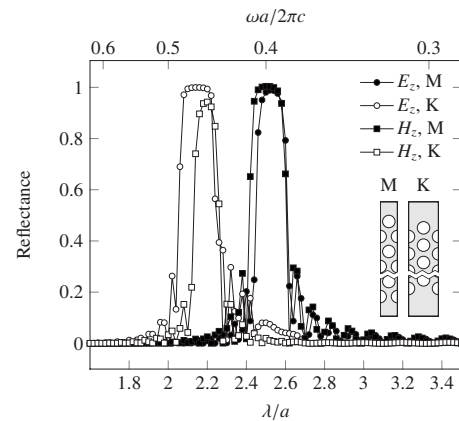 ωa/2πc
0.6 0.5 0.4 0.3
E_z, M
E_z, K
H_z, M
H_z, K
M K
Reflectance
1
0.8
0.6
0.4
0.2
0
1.8 2 2.2 2.4 2.6 2.8 3 3.2 3.4
λ/a